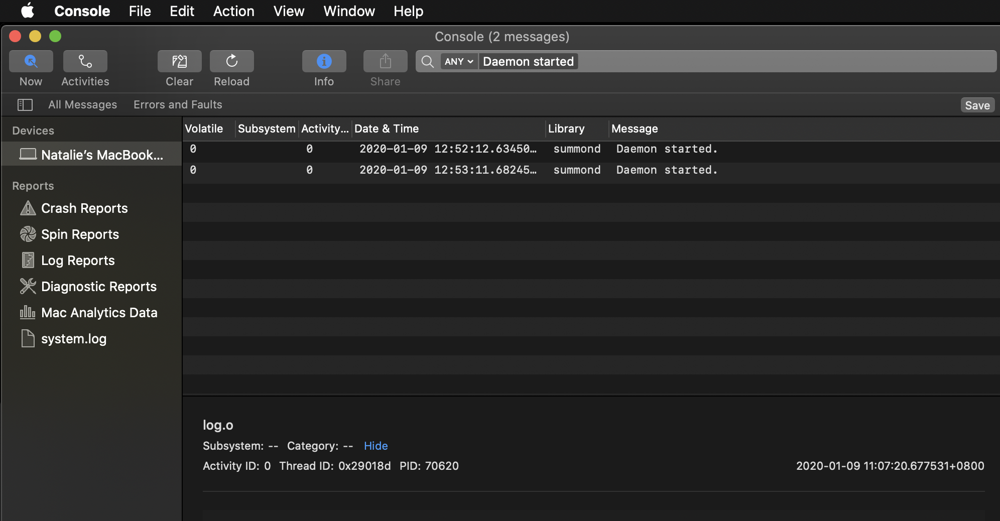 Console File Edit Action View Window Help
Console (2 messages)
ANY Daemon started
Now Activities Clear Reload Info Share
All Messages Errors and Faults Save
Devices
Natalie’s MacBook...
Reports
Crash Reports
Spin Reports
Log Reports
Diagnostic Reports
Mac Analytics Data
system.log
Volatile Subsystem Activity... Date & Time Library Message
0 0 2020-01-09 12:52:12.63450… summond Daemon started.
0 0 2020-01-09 12:53:11.68245… summond Daemon started.
log.o
Subsystem: -- Category: -- Hide
Activity ID: 0 Thread ID: 0x29018d PID: 70620 2020-01-09 11:07:20.677531+0800